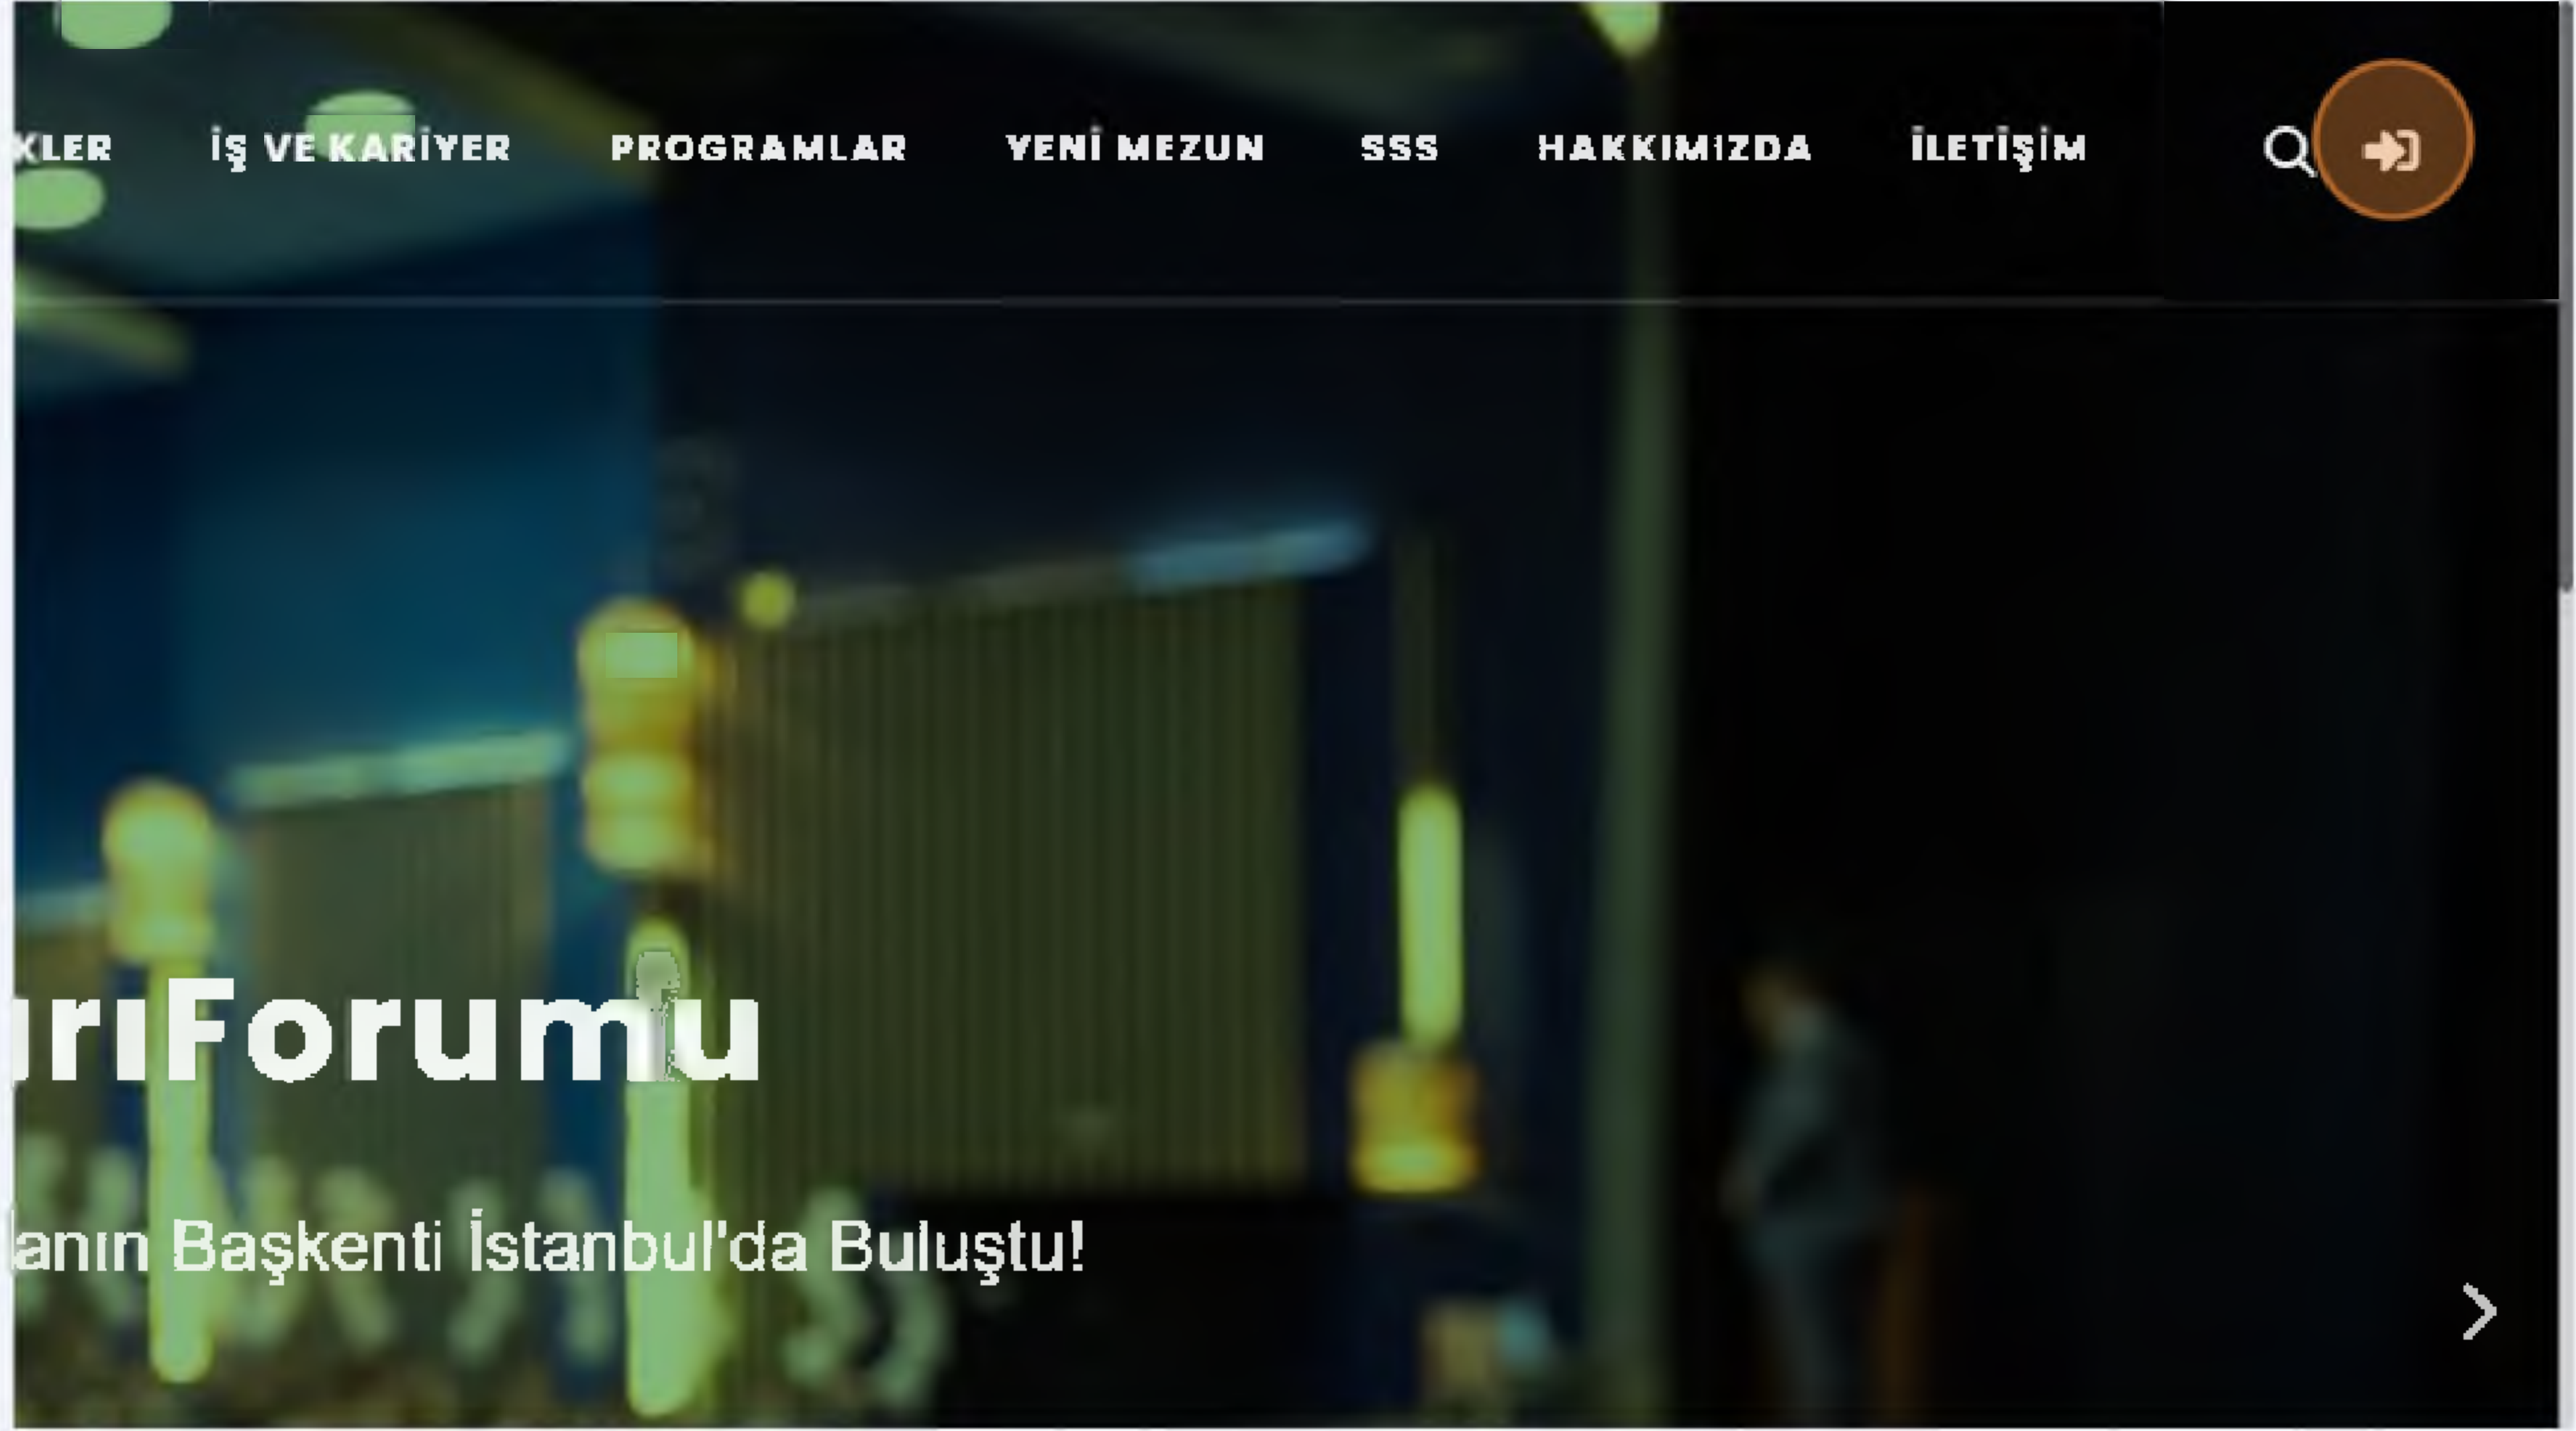 KLER İŞ VE KARİYER PROGRAMLAR YENİ MEZUN SSS HAKKIMIZDA İLETİŞİM
rıForumu
anın Başkenti İstanbul'da Buluştu!